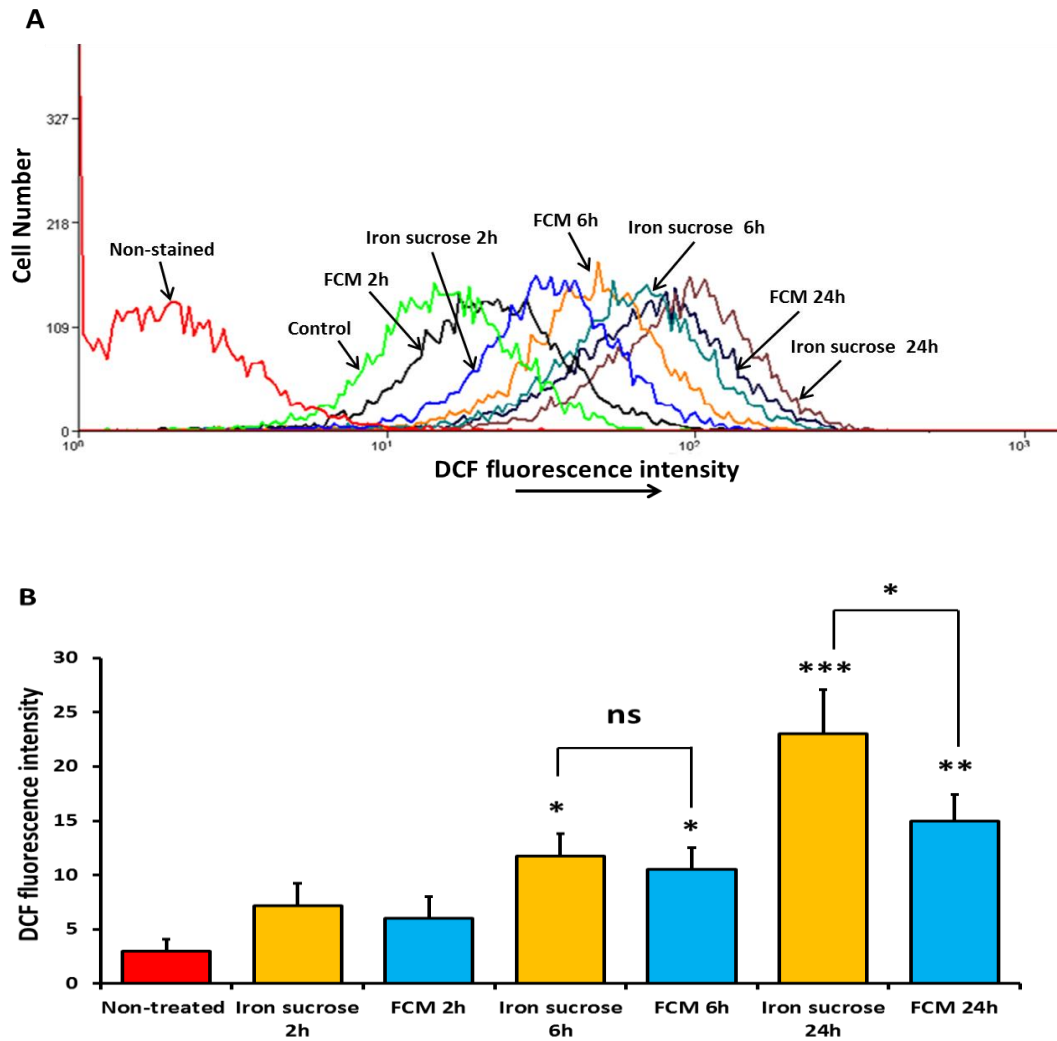 A
Cell Number
327
218
109
0
Non-stained
Control
FCM 2h
Iron sucrose 2h
FCM 6h
Iron sucrose 6h
FCM 24h
Iron sucrose 24h
10⁰
10¹
10²
10³
DCF fluorescence intensity
B
DCF fluorescence intensity
30
25
20
15
10
5
0
*
ns
*
***
*
**
Non-treated
Iron sucrose
2h
FCM 2h
Iron sucrose
6h
FCM 6h
Iron sucrose
24h
FCM 24h